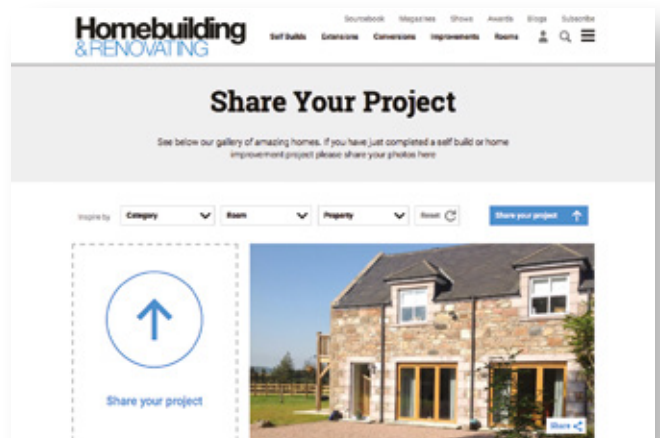 Sourcebook Magazines Shows Awards Blogs Subscribe
Homebuilding
&RENOVATING
Self Builds Extensions Conversions Improvements Rooms
Share Your Project
See below our gallery of amazing homes. If you have just completed a self build or home
improvement project please share your photos here
Inspire by Category Room Property Reset Share your project
Share your project
Share